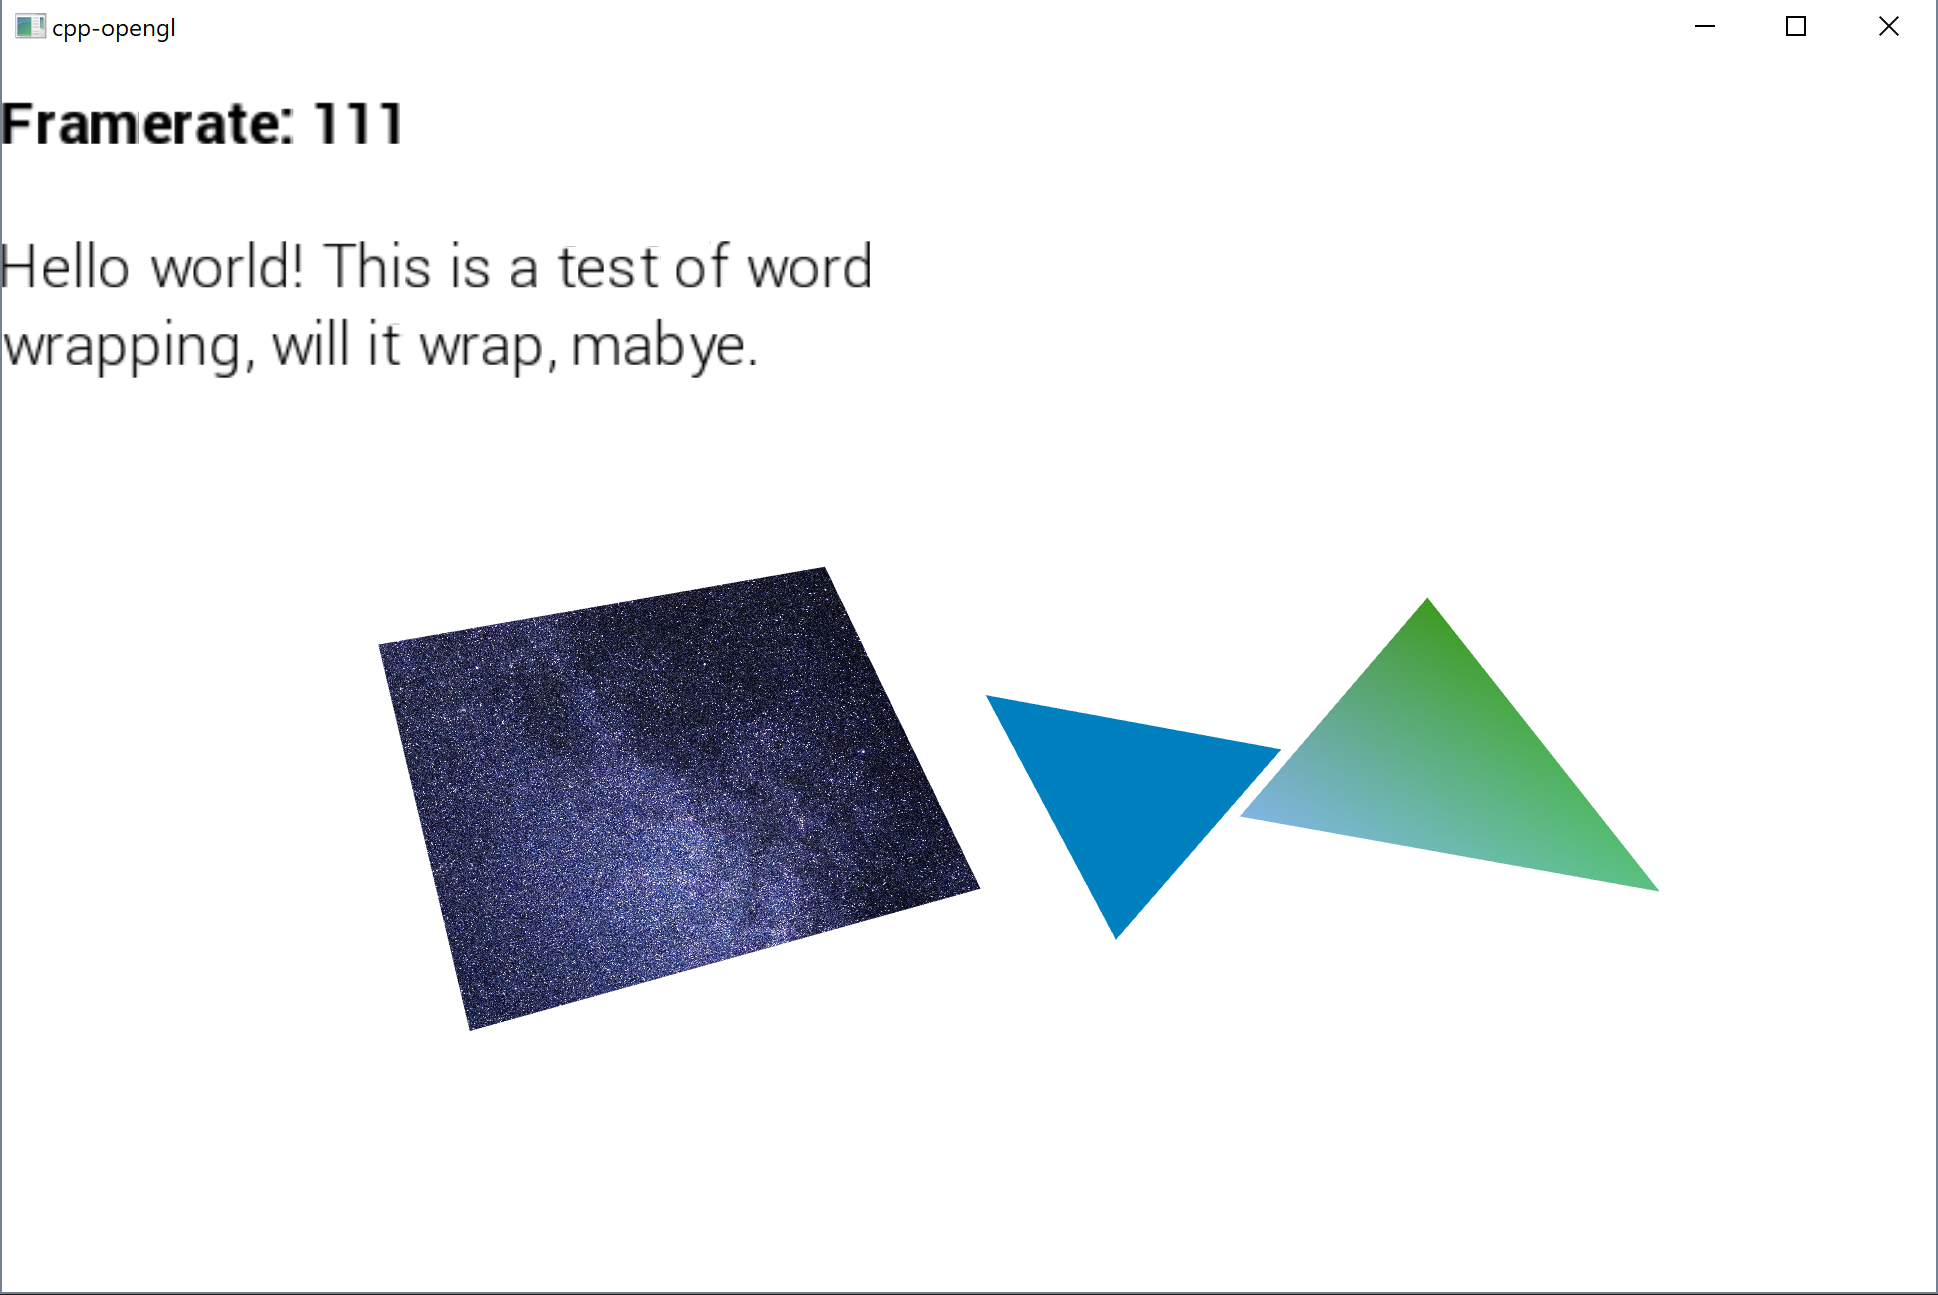 cpp-opengl
Framerate: 111
Hello world! This is a test of word
wrapping, will it wrap, mabye.